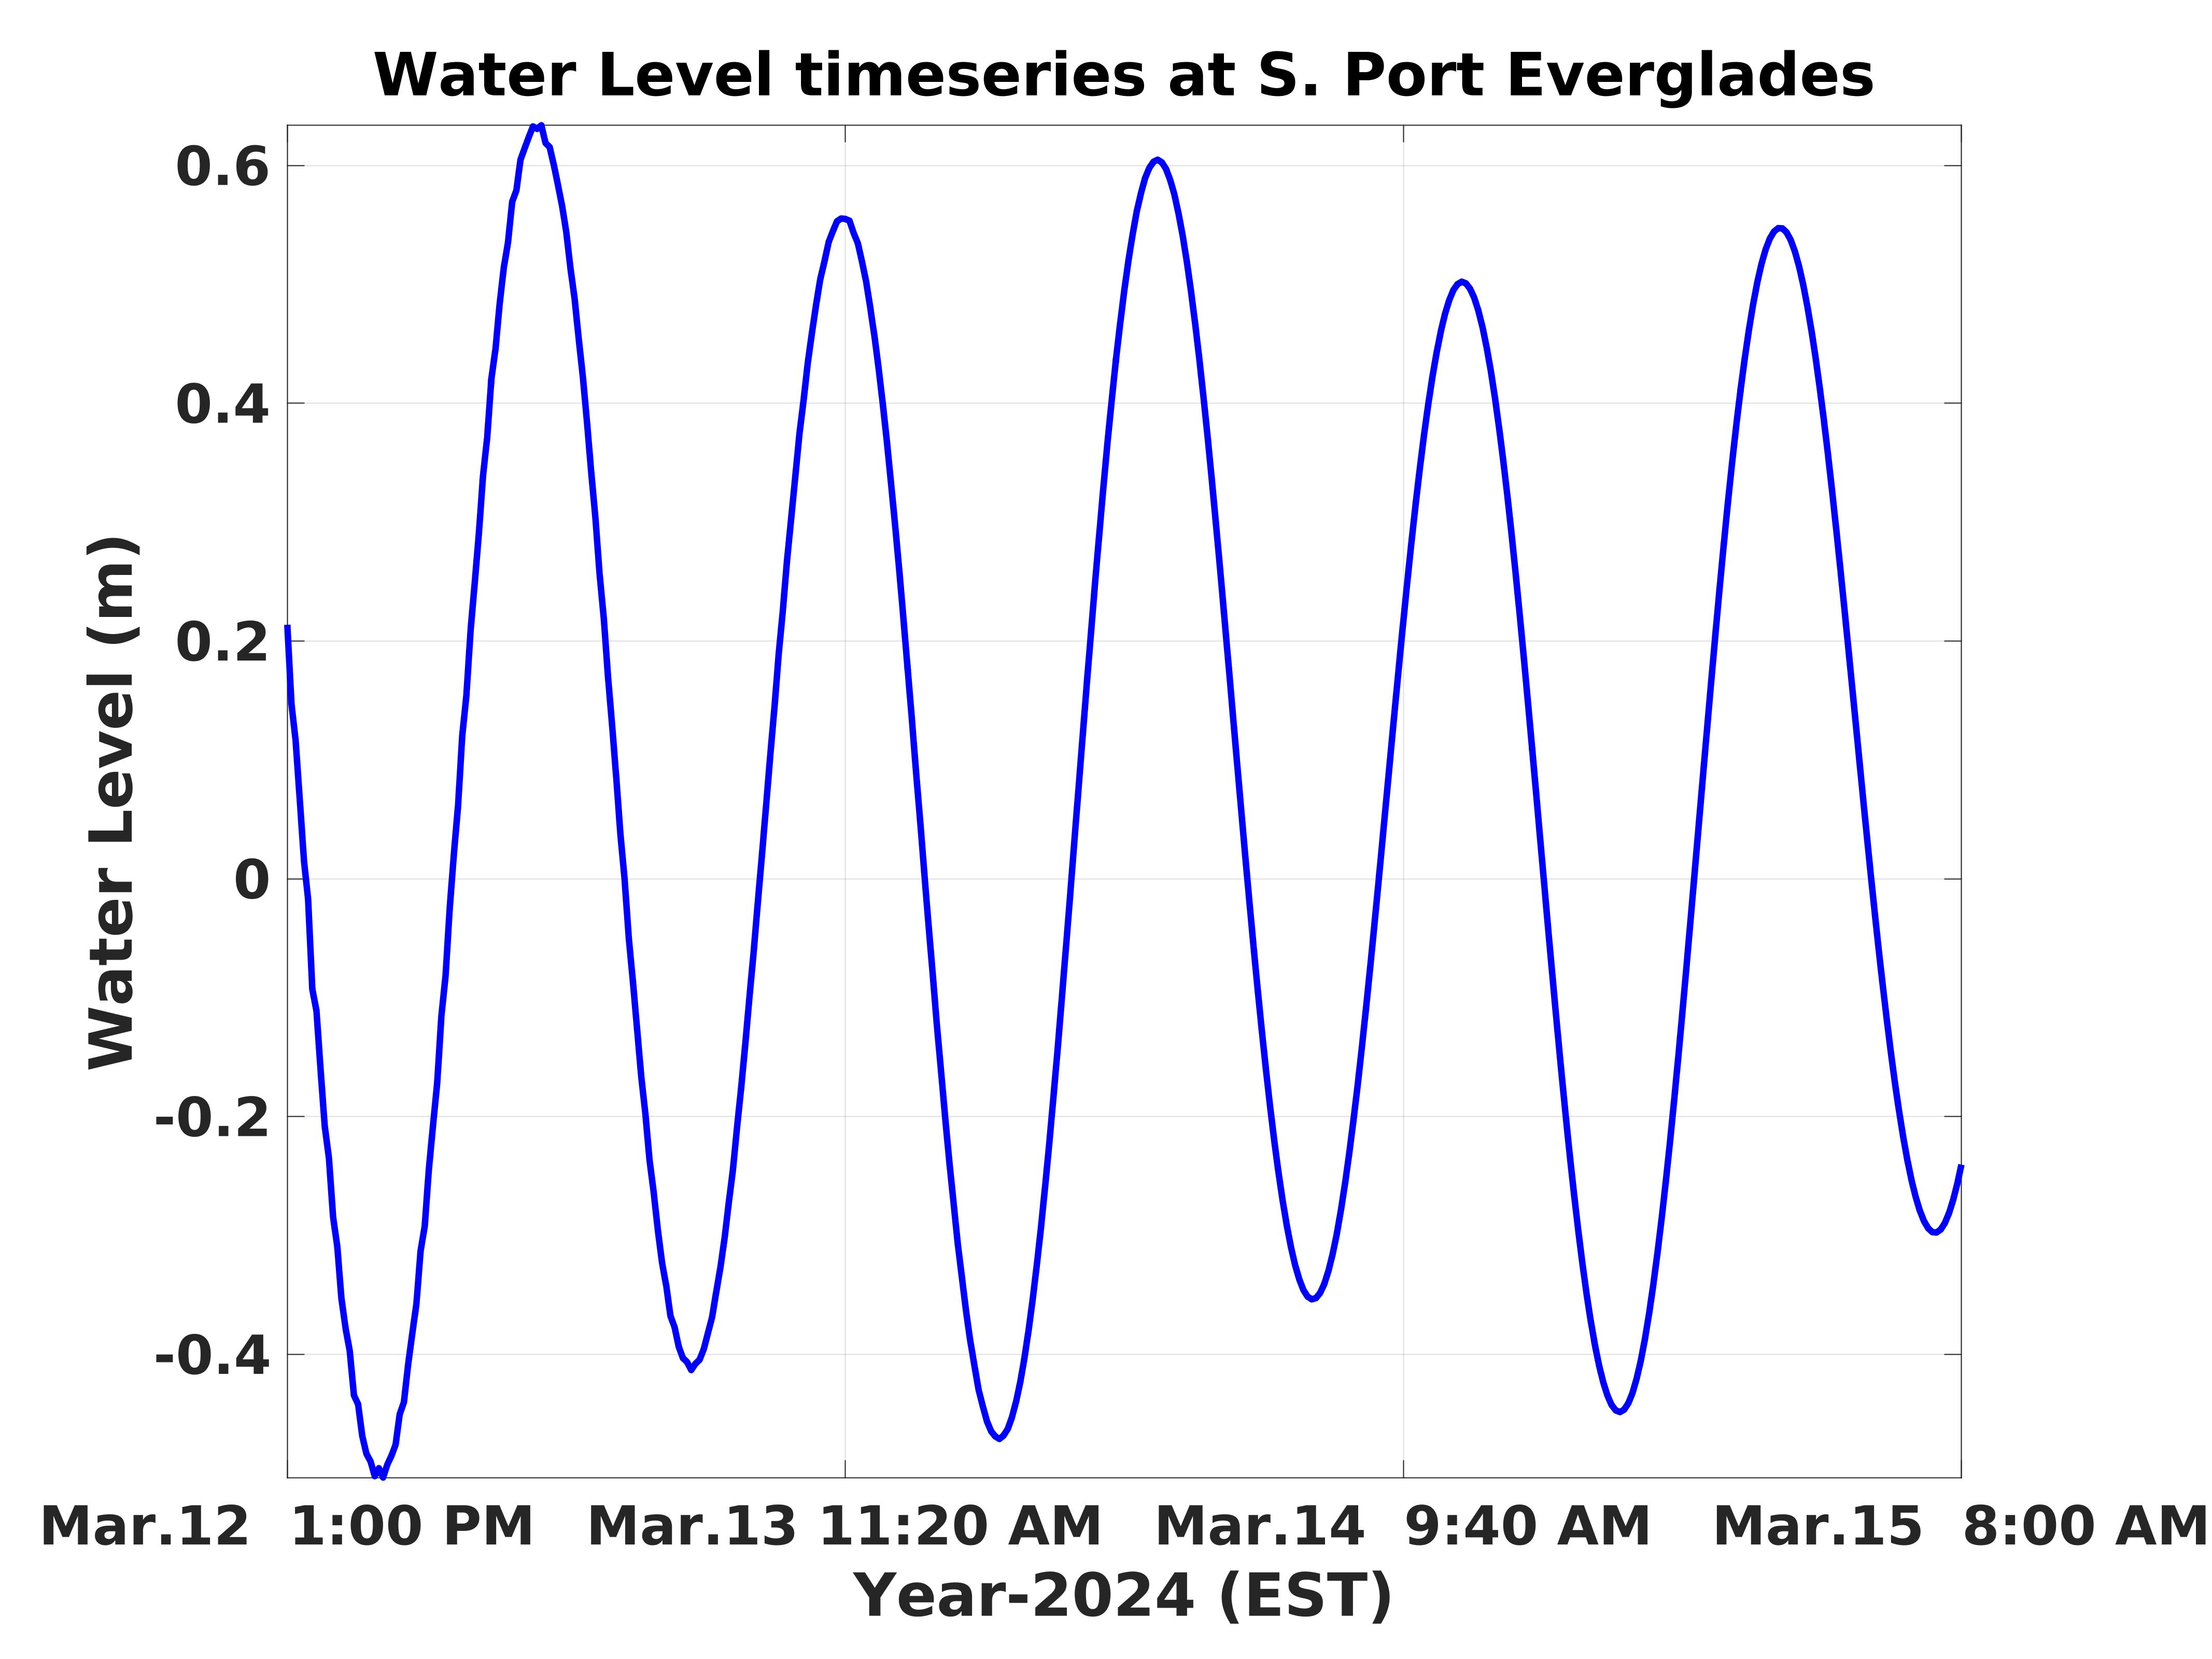 Water Level timeseries at S. Port Everglades
0.6
0.4
0.2
0
-0.2
-0.4
Water Level (m)
Mar.12 1:00 PM Mar.13 11:20 AM Mar.14 9:40 AM Mar.15 8:00 AM
Year-2024 (EST)